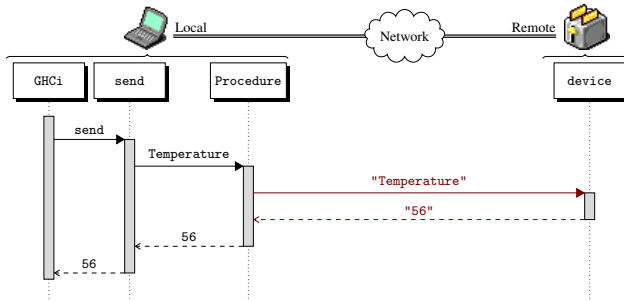 Local
Network
Remote
GHCi
send
Procedure
device
send
Temperature
"Temperature"
"56"
56
56